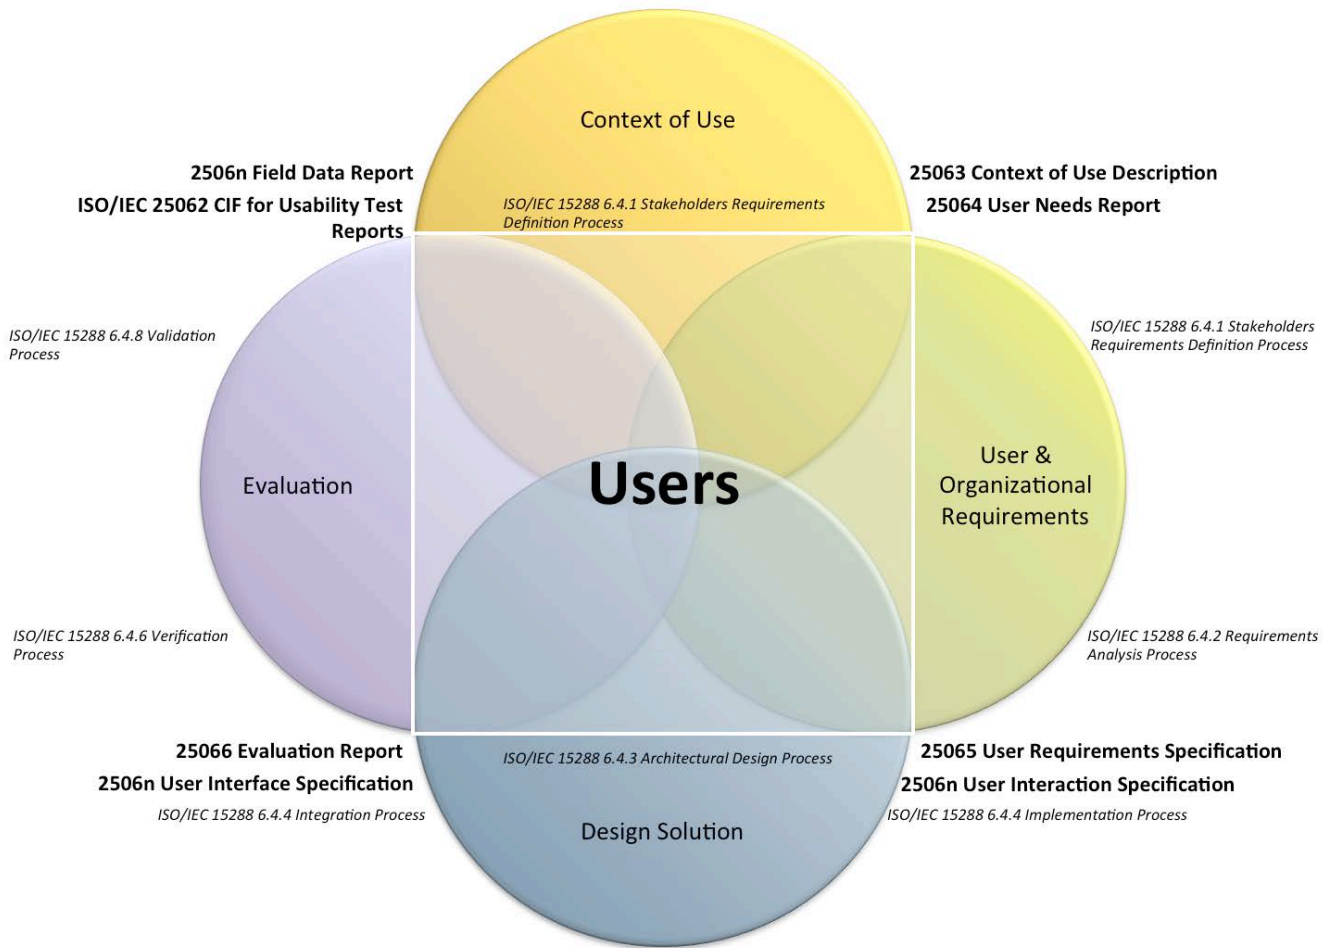 Context of Use
2506n Field Data Report
ISO/IEC 25062 CIF for Usability Test
Reports
25063 Context of Use Description
25064 User Needs Report
ISO/IEC 15288 6.4.1 Stakeholders Requirements
Definition Process
ISO/IEC 15288 6.4.8 Validation
Process
ISO/IEC 15288 6.4.1 Stakeholders
Requirements Definition Process
Evaluation
Users
User &
Organizational
Requirements
ISO/IEC 15288 6.4.6 Verification
Process
ISO/IEC 15288 6.4.2 Requirements
Analysis Process
25066 Evaluation Report
2506n User Interface Specification
ISO/IEC 15288 6.4.4 Integration Process
ISO/IEC 15288 6.4.3 Architectural Design Process
25065 User Requirements Specification
2506n User Interaction Specification
ISO/IEC 15288 6.4.4 Implementation Process
Design Solution